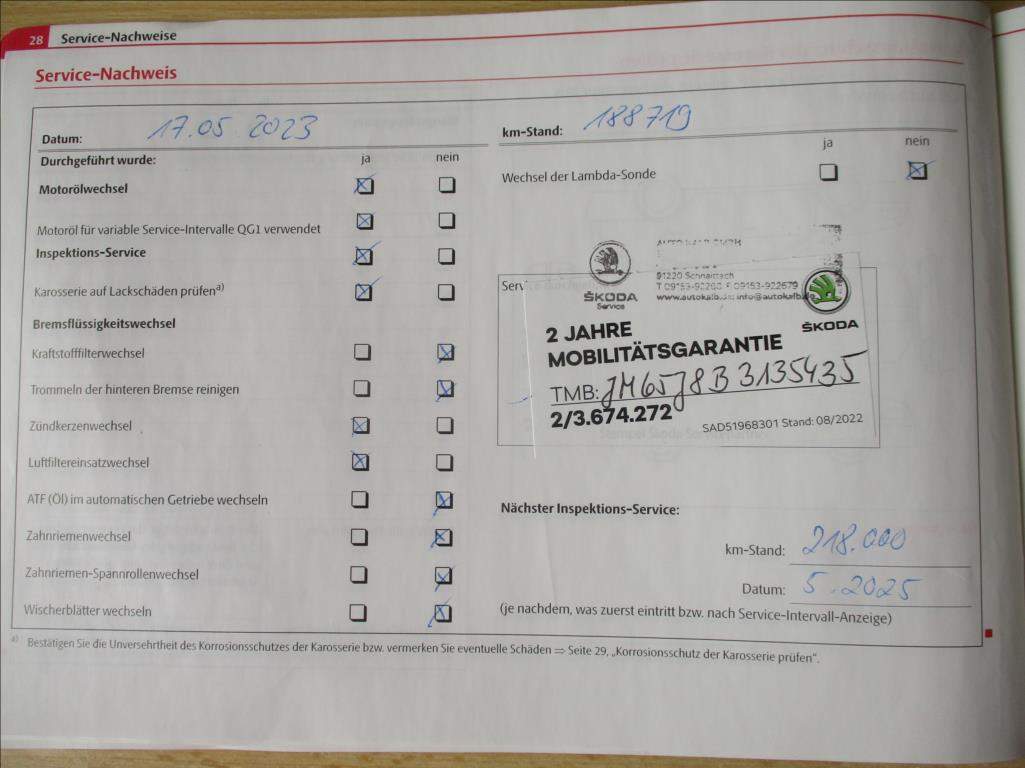 28 Service-Nachweise
Service-Nachweis
Datum: 17.05 2023
km-Stand: 188719
Durchgeführt wurde: ja nein
ja nein
Motorölwechsel
Wechsel der Lambda-Sonde
Motoröl für variable Service-Intervalle QG1 verwendet
Inspektions-Service
Karosserie auf Lackschäden prüfen a)
Bremsflüssigkeitswechsel
Kraftstofffilterwechsel
Trommeln der hinteren Bremse reinigen
Zündkerzenwechsel
Luftfiltereinsatzwechsel
ATF (Öl) im automatischen Getriebe wechseln
Zahnriemenwechsel
Zahnriemen-Spannrollenwechsel
Wischerblätter wechseln
ŠKODA
Service
91220 Schnaittach
ŠKODA
2 JAHRE
MOBILITÄTSGARANTIE
TMB: JM65J8B3135435
2/3.674.272
SAD51968301 Stand: 08/2022
Nächster Inspektions-Service:
km-Stand: 218.000
Datum: 5.2025
(je nachdem, was zuerst eintritt bzw. nach Service-Intervall-Anzeige)
a) Bestätigen Sie die Unversehrtheit des Korrosionsschutzes der Karosserie bzw. vermerken Sie eventuelle Schäden ⇒ Seite 29, „Korrosionsschutz der Karosserie prüfen“.